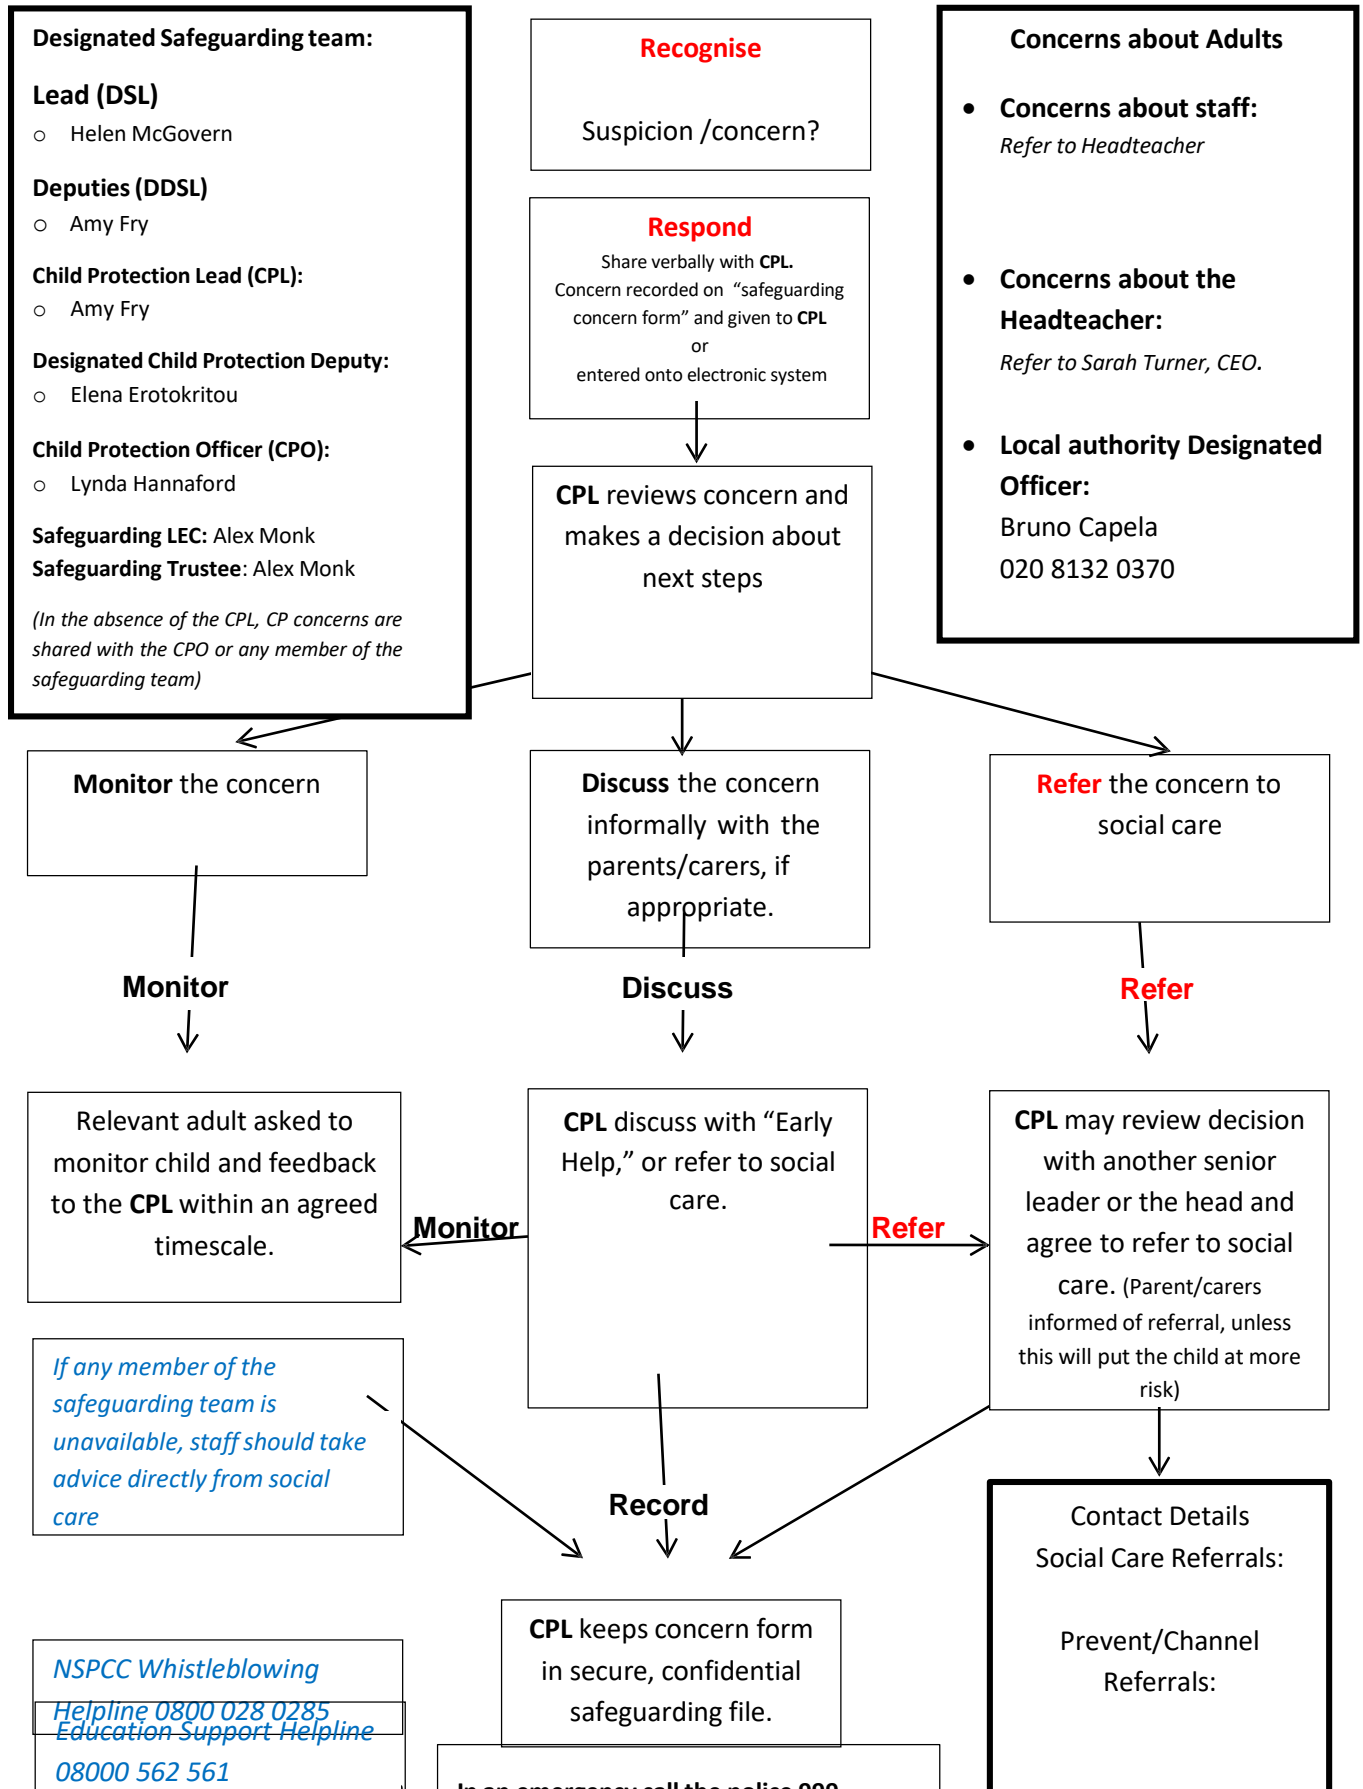 Designated Safeguarding team:
Lead (DSL)
o Helen McGovern
Deputies (DDSL)
o Amy Fry
Child Protection Lead (CPL):
o Amy Fry
Designated Child Protection Deputy:
o Elena Erotokritou
Child Protection Officer (CPO):
o Lynda Hannaford
Safeguarding LEC: Alex Monk
Safeguarding Trustee: Alex Monk
(In the absence of the CPL, CP concerns are
shared with the CPO or any member of the
safeguarding team)
Recognise
Suspicion /concern?
Respond
Share verbally with CPL.
Concern recorded on “safeguarding
concern form” and given to CPL
or
entered onto electronic system
CPL reviews concern and
makes a decision about
next steps
Concerns about Adults
• Concerns about staff:
Refer to Headteacher
• Concerns about the
Headteacher:
Refer to Sarah Turner, CEO.
• Local authority Designated
Officer:
Bruno Capela
020 8132 0370
Monitor the concern
Discuss the concern
informally with the
parents/carers, if
appropriate.
Refer the concern to
social care
Monitor
Discuss
Refer
Relevant adult asked to
monitor child and feedback
to the CPL within an agreed
timescale.
Monitor
CPL discuss with “Early
Help,” or refer to social
care.
Refer
CPL may review decision
with another senior
leader or the head and
agree to refer to social
care. (Parent/carers
informed of referral, unless
this will put the child at more
risk)
If any member of the
safeguarding team is
unavailable, staff should take
advice directly from social
care
Record
CPL keeps concern form
in secure, confidential
safeguarding file.
Contact Details
Social Care Referrals:
Prevent/Channel
Referrals:
NSPCC Whistleblowing
Helpline 0800 028 0285
Education Support Helpline
08000 562 561
In an emergency call the police 999